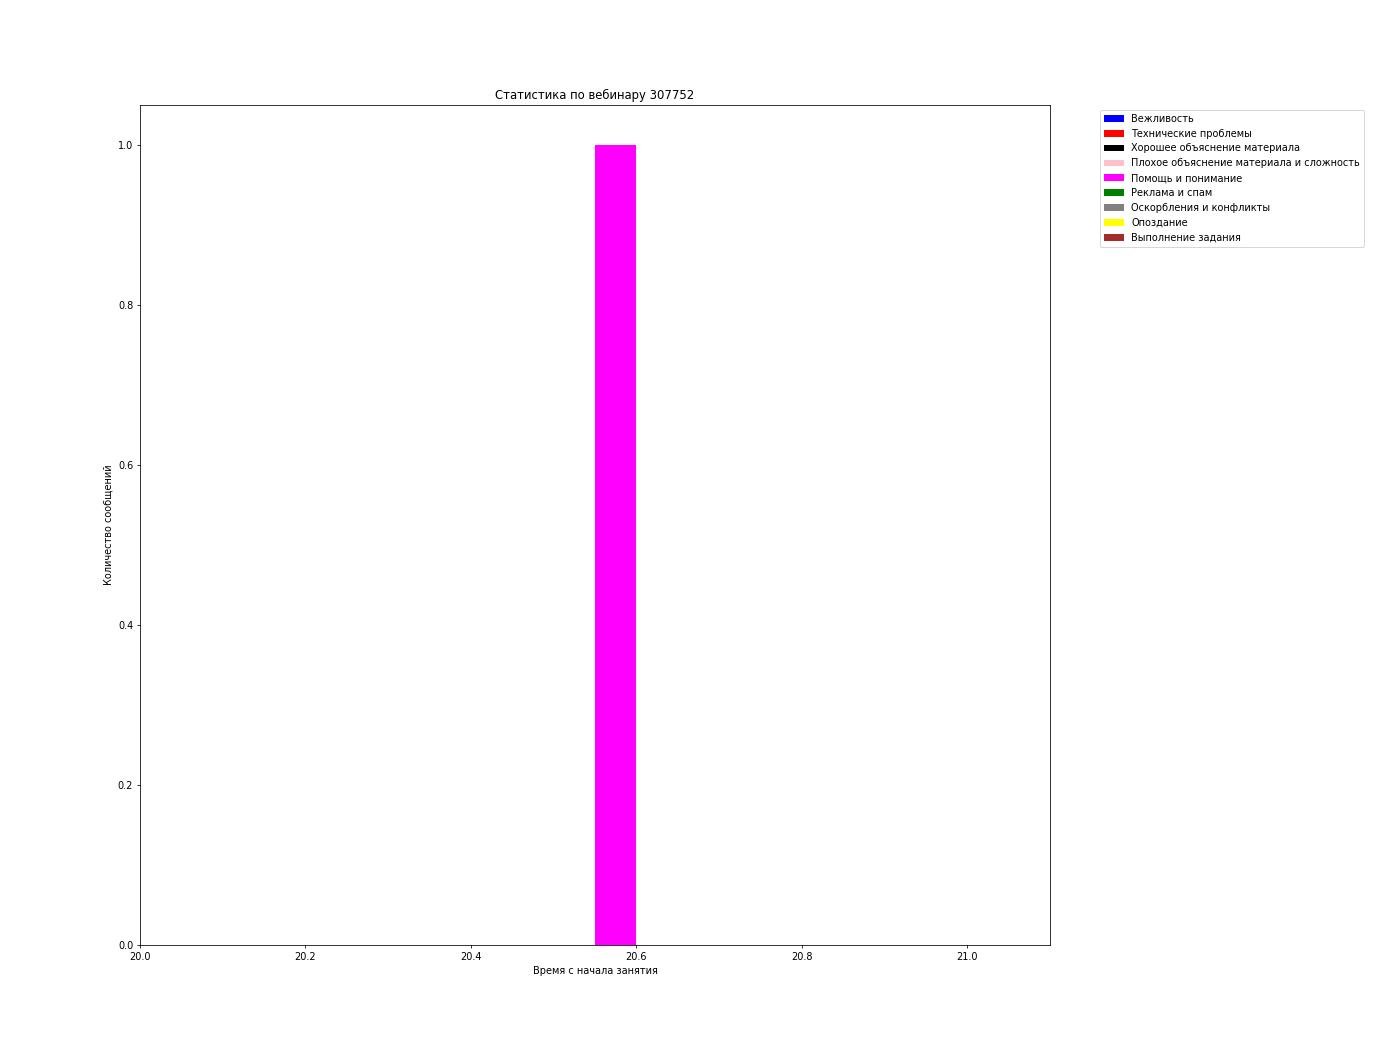 Статистика по вебинару 307752
Вежливость
Технические проблемы
Хорошее объяснение материала
Плохое объяснение материала и сложность
Помощь и понимание
Реклама и спам
Оскорбления и конфликты
Опоздание
Выполнение задания
1.0
0.8
0.6
0.4
0.2
0.0
Количество сообщений
20.0 20.2 20.4 20.6 20.8 21.0
Время с начала занятия